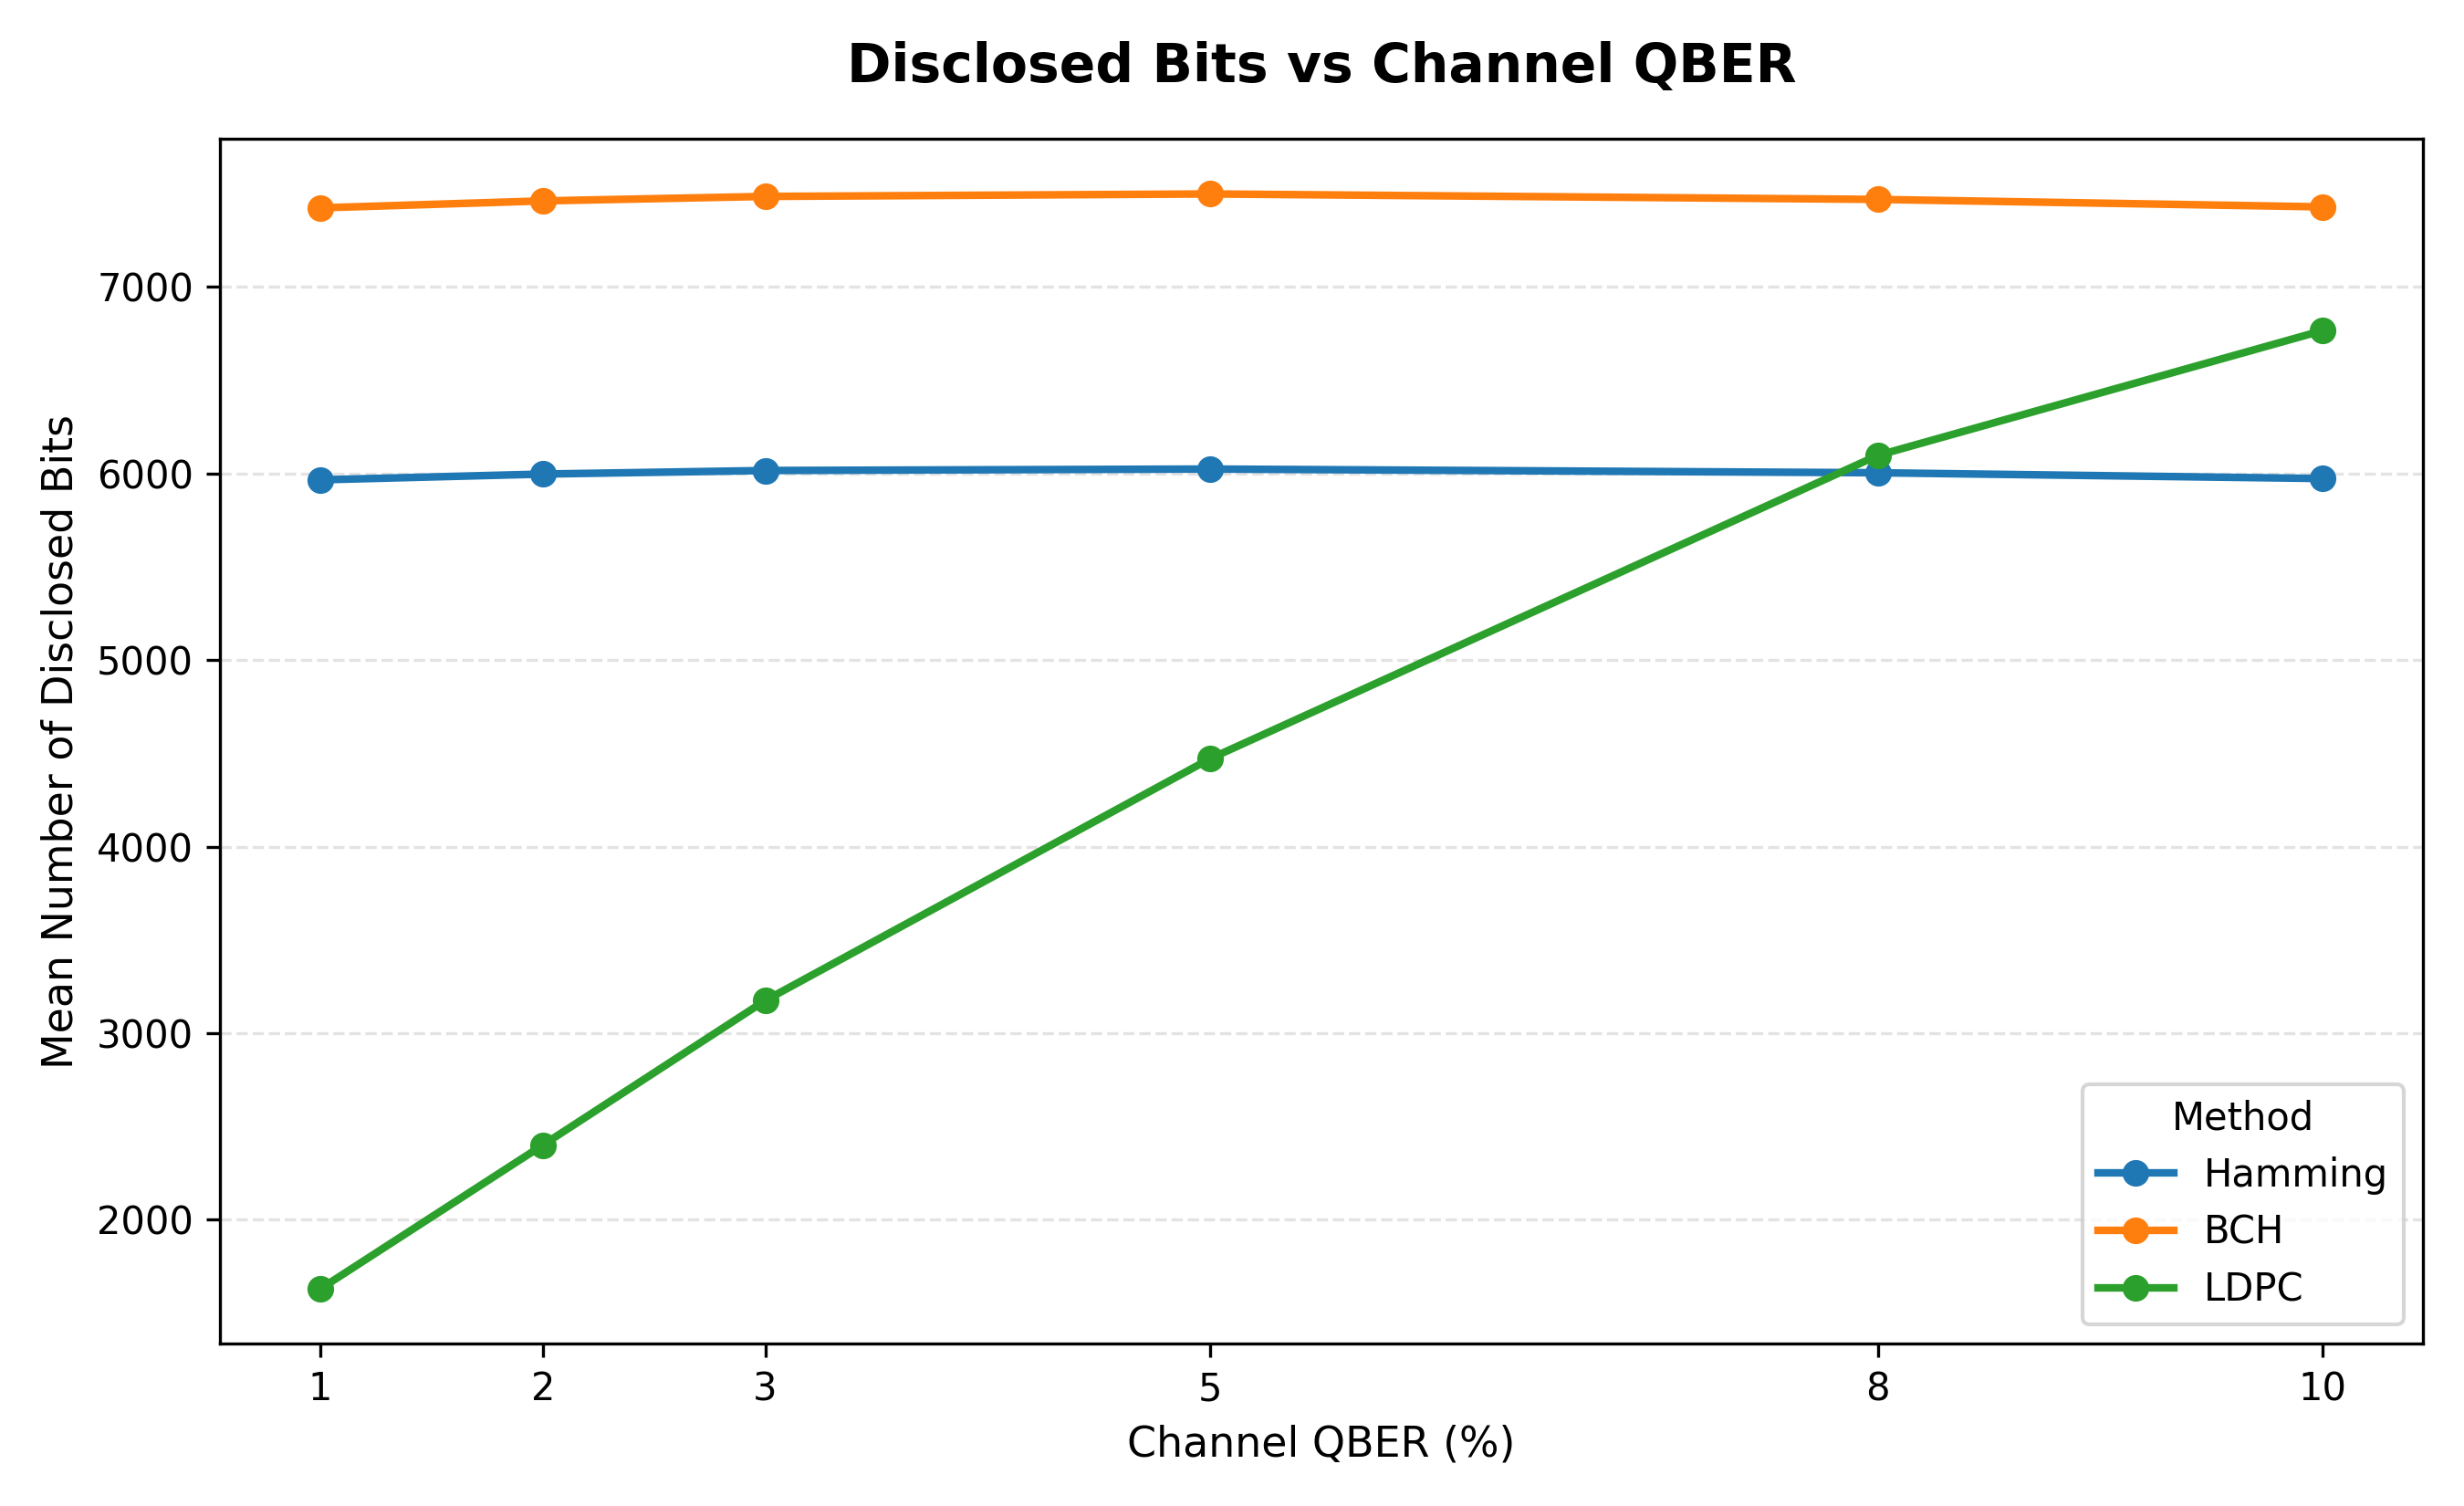 Disclosed Bits vs Channel QBER
Mean Number of Disclosed Bits
7000
6000
5000
4000
3000
2000
Method
Hamming
BCH
LDPC
1 2 3 5 8 10
Channel QBER (%)